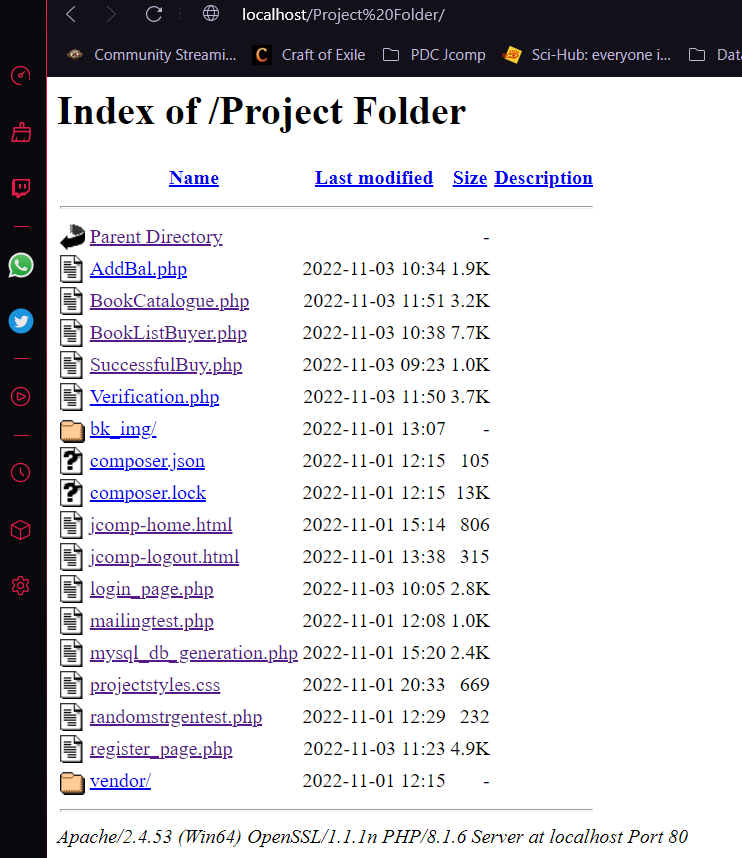 localhost/Project%20Folder/
Community Streami... Craft of Exile PDC Jcomp Sci-Hub: everyone i... Data
Index of /Project Folder
Name Last modified Size Description
Parent Directory -
AddBal.php 2022-11-03 10:34 1.9K
BookCatalogue.php 2022-11-03 11:51 3.2K
BookListBuyer.php 2022-11-03 10:38 7.7K
SuccessfulBuy.php 2022-11-03 09:23 1.0K
Verification.php 2022-11-03 11:50 3.7K
bk_img/ 2022-11-01 13:07 -
composer.json 2022-11-01 12:15 105
composer.lock 2022-11-01 12:15 13K
jcomp-home.html 2022-11-01 15:14 806
jcomp-logout.html 2022-11-01 13:38 315
login_page.php 2022-11-03 10:05 2.8K
mailingtest.php 2022-11-01 12:08 1.0K
mysql_db_generation.php 2022-11-01 15:20 2.4K
projectstyles.css 2022-11-01 20:33 669
randomstrgentest.php 2022-11-01 12:29 232
register_page.php 2022-11-03 11:23 4.9K
vendor/ 2022-11-01 12:15 -
Apache/2.4.53 (Win64) OpenSSL/1.1.1n PHP/8.1.6 Server at localhost Port 80